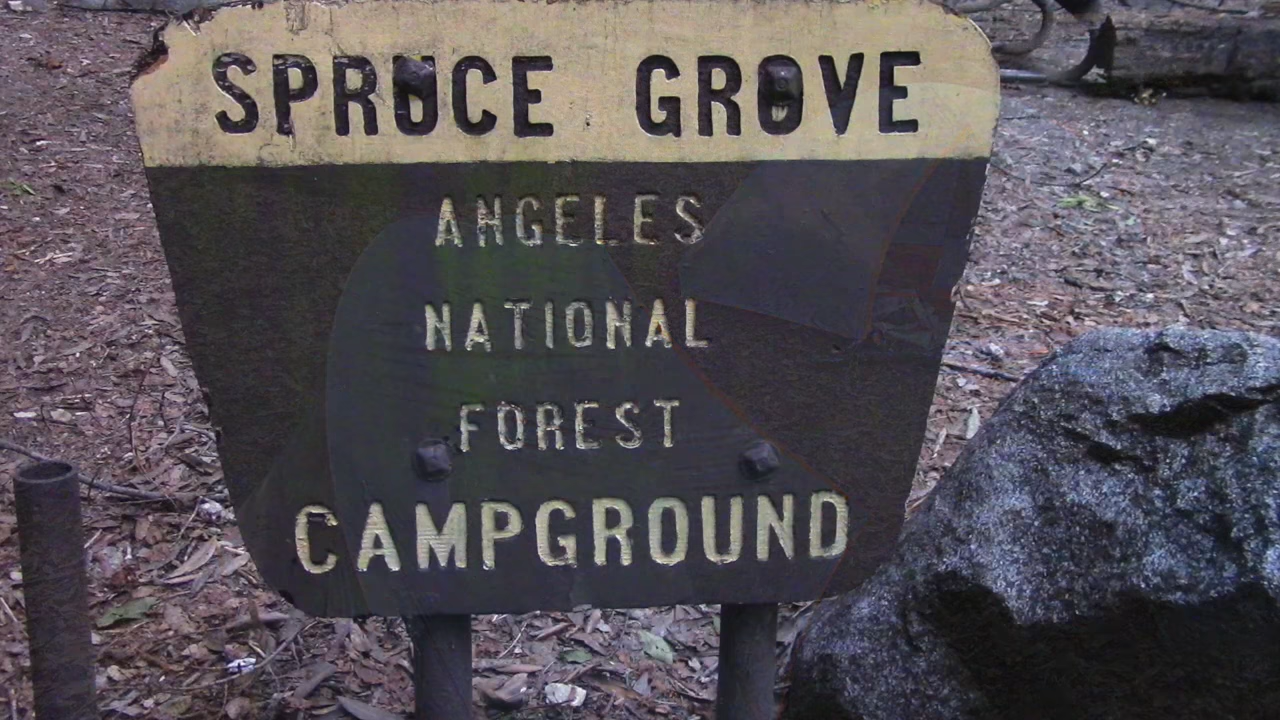 SPRUCE GROVE
ANGELES
NATIONAL
FOREST
CAMPGROUND